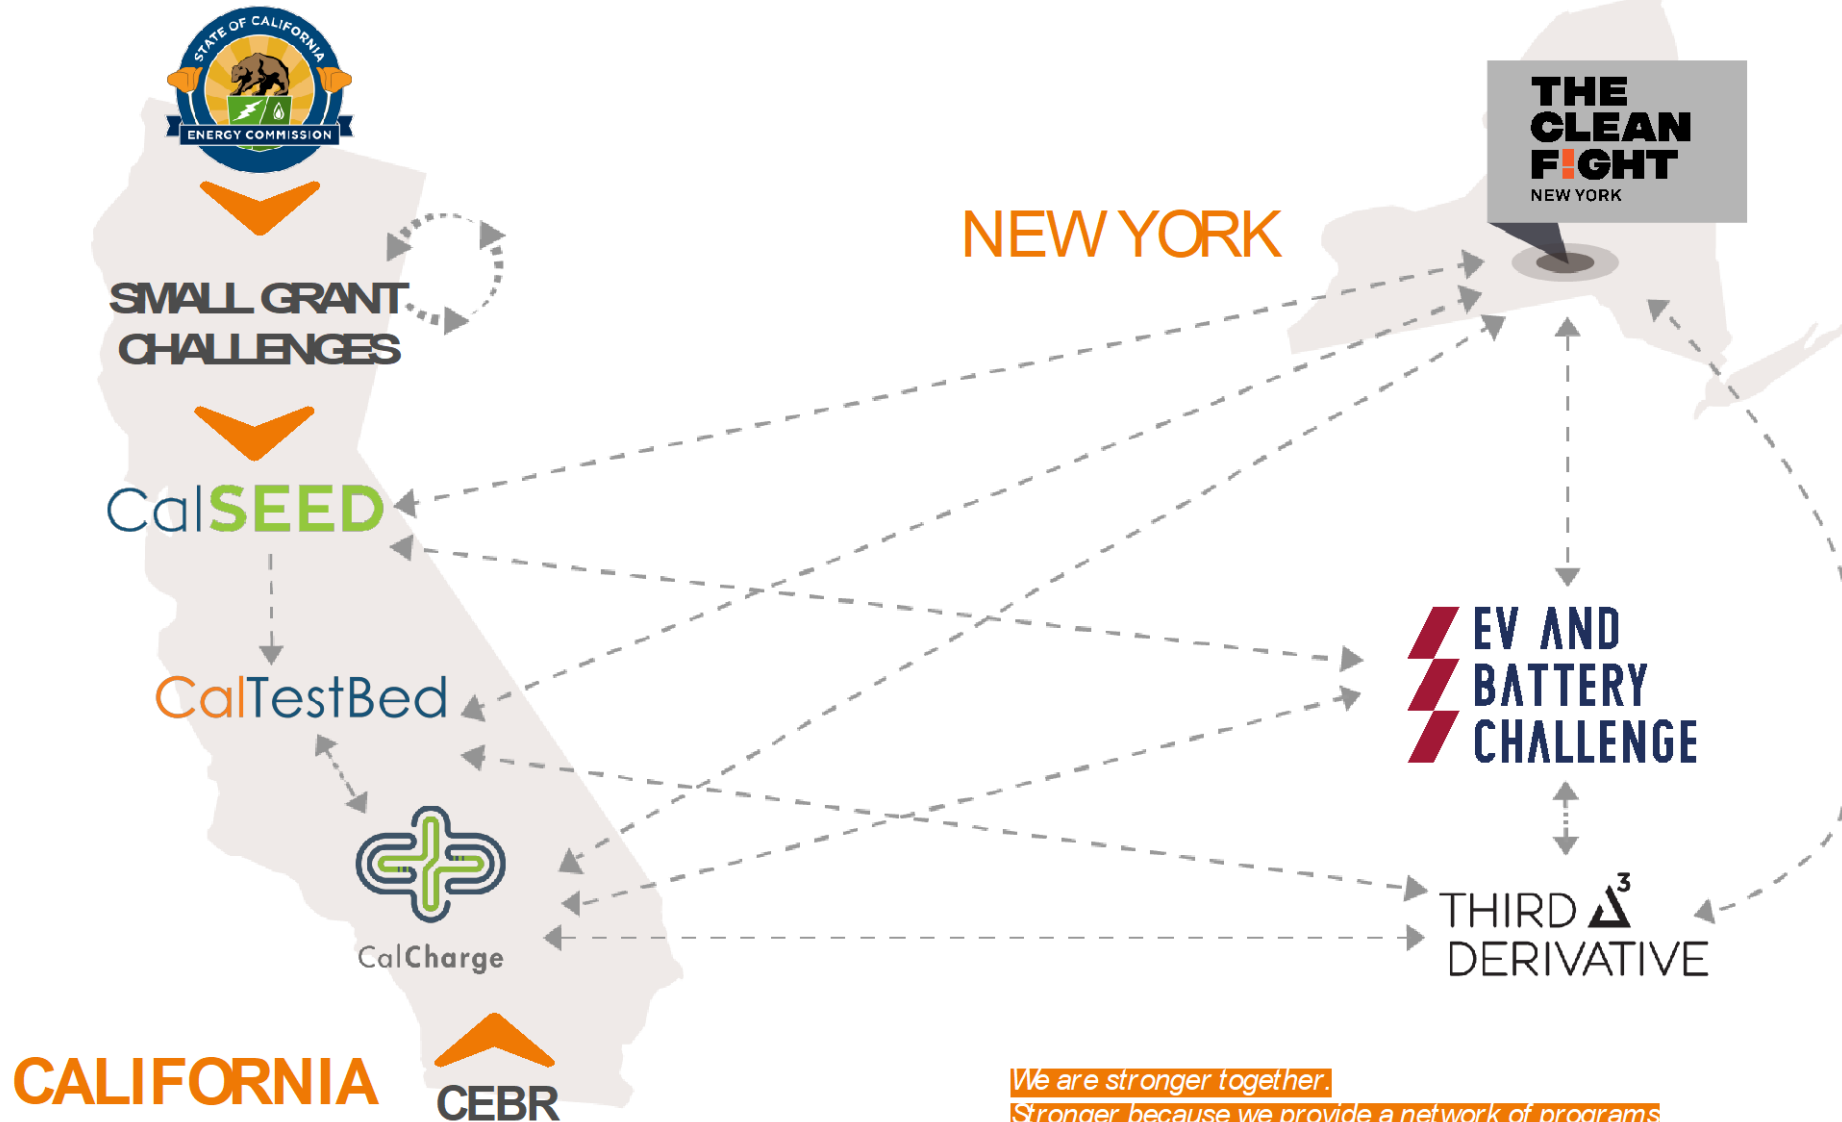 STATE OF CALIFORNIA
ENERGY COMMISSION
SMALL GRANT
CHALLENGES
CalSEED
CalTestBed
CalCharge
CEBR
CALIFORNIA
NEW YORK
THE
CLEAN
F!GHT
NEW YORK
EV AND
BATTERY
CHALLENGE
THIRD 3
DERIVATIVE
We are stronger together.
Stronger because we provide a network of programs